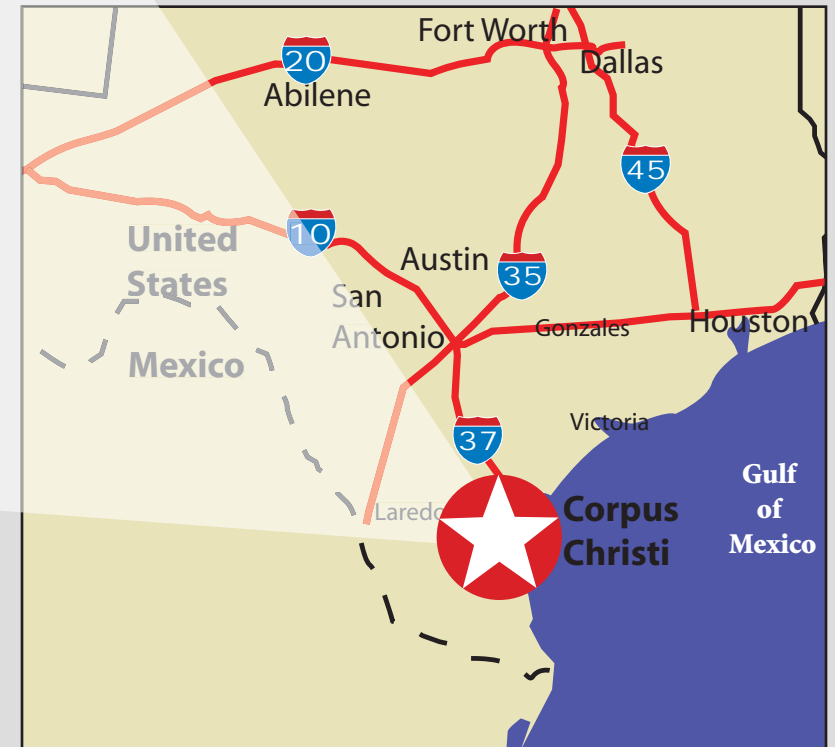 Fort Worth
Dallas
20
Abilene
45
10
United
States
Austin
35
San
Antonio
Gonzales
Houston
Mexico
Victoria
37
Gulf
of
Mexico
Laredo
Corpus
Christi